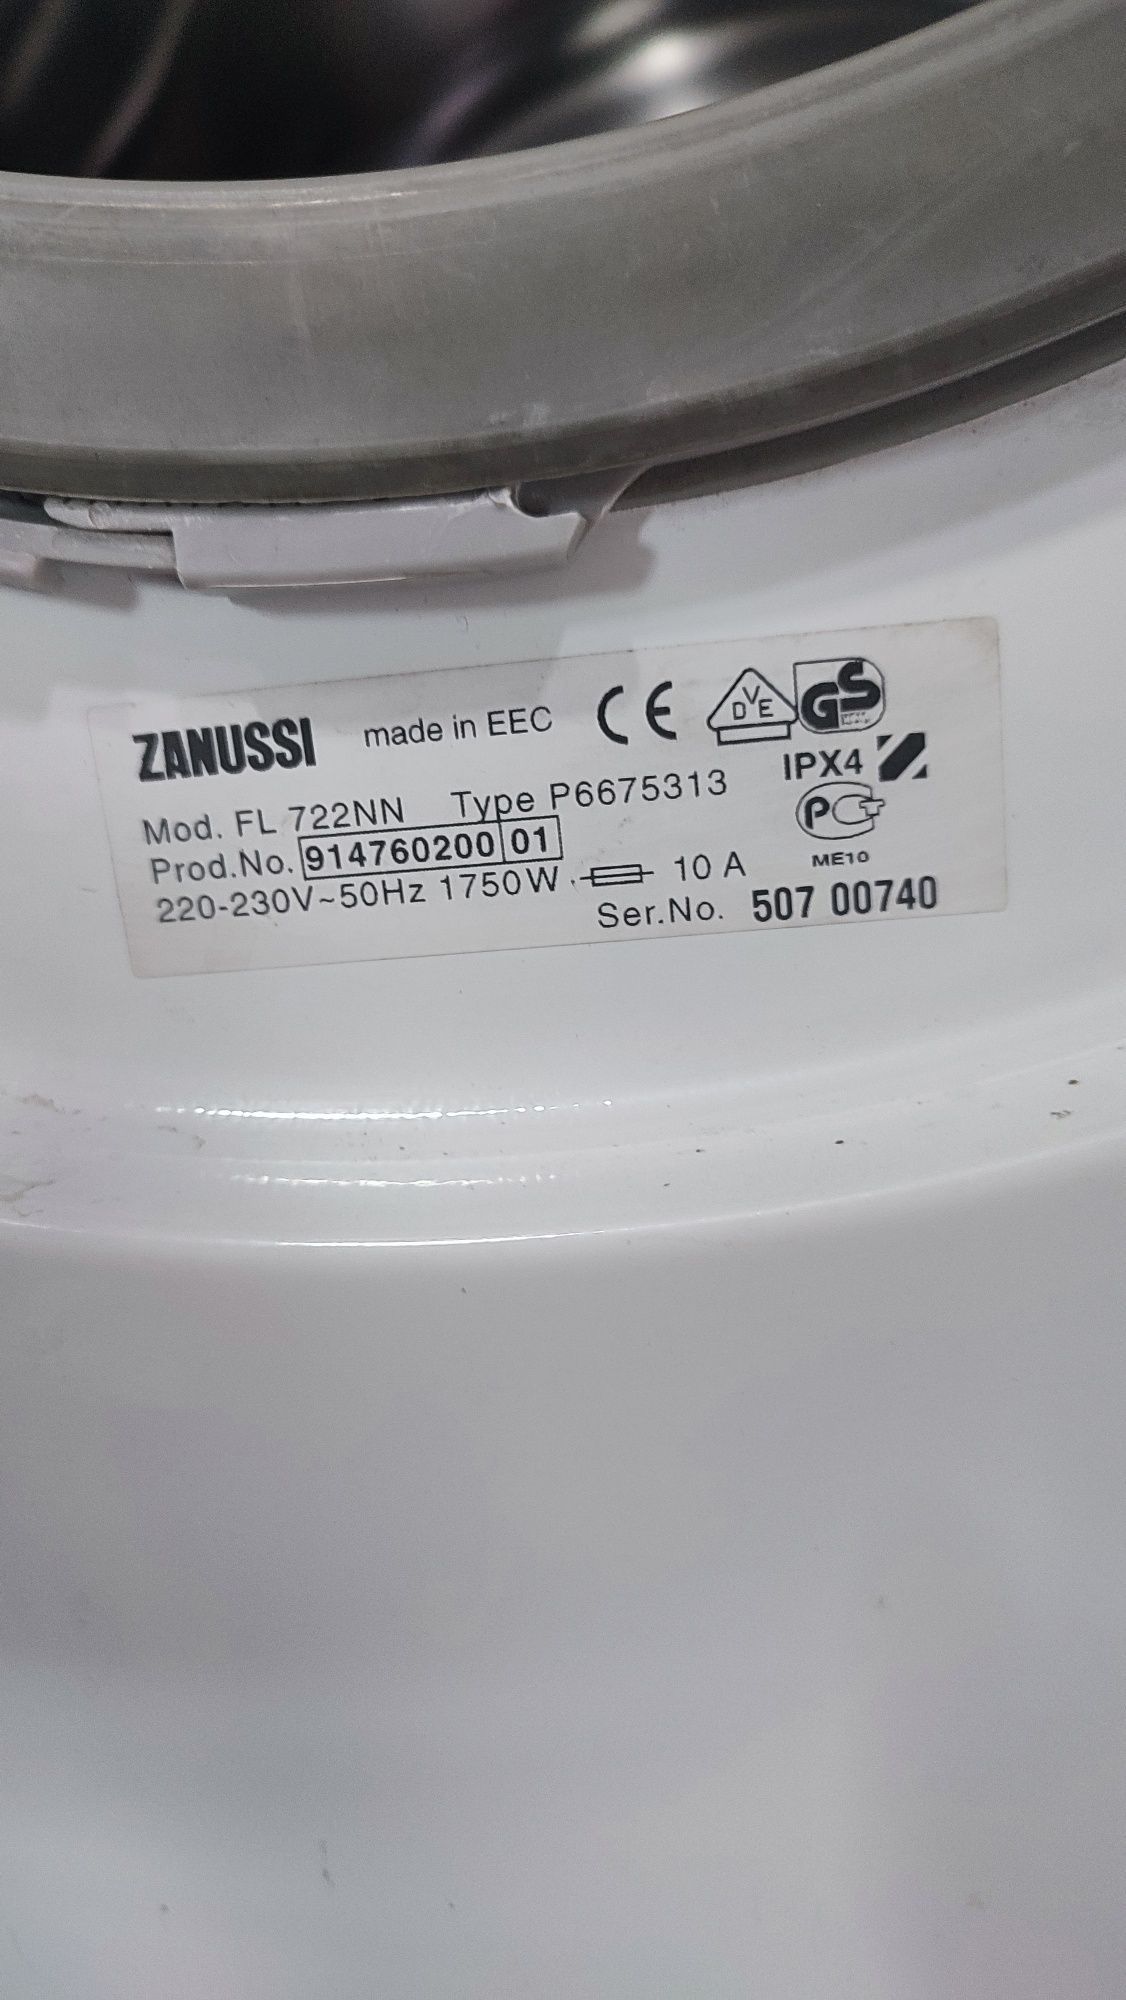 ZANUSSI made in EEC CE DVE GS
Mod. FL 722NN Type P6675313 IPX4
Prod.No. 914760200 01 PCT
220-230V~50Hz 1750W 10 A ME10
Ser.No. 507 00740